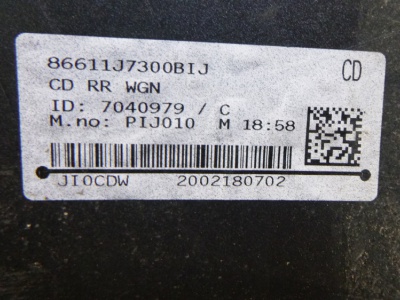 86611J7300BIJ CD
CD RR WGN
ID: 7040979 / C
M.no: PIJ010 M 18:58
JI0CDW 2002180702